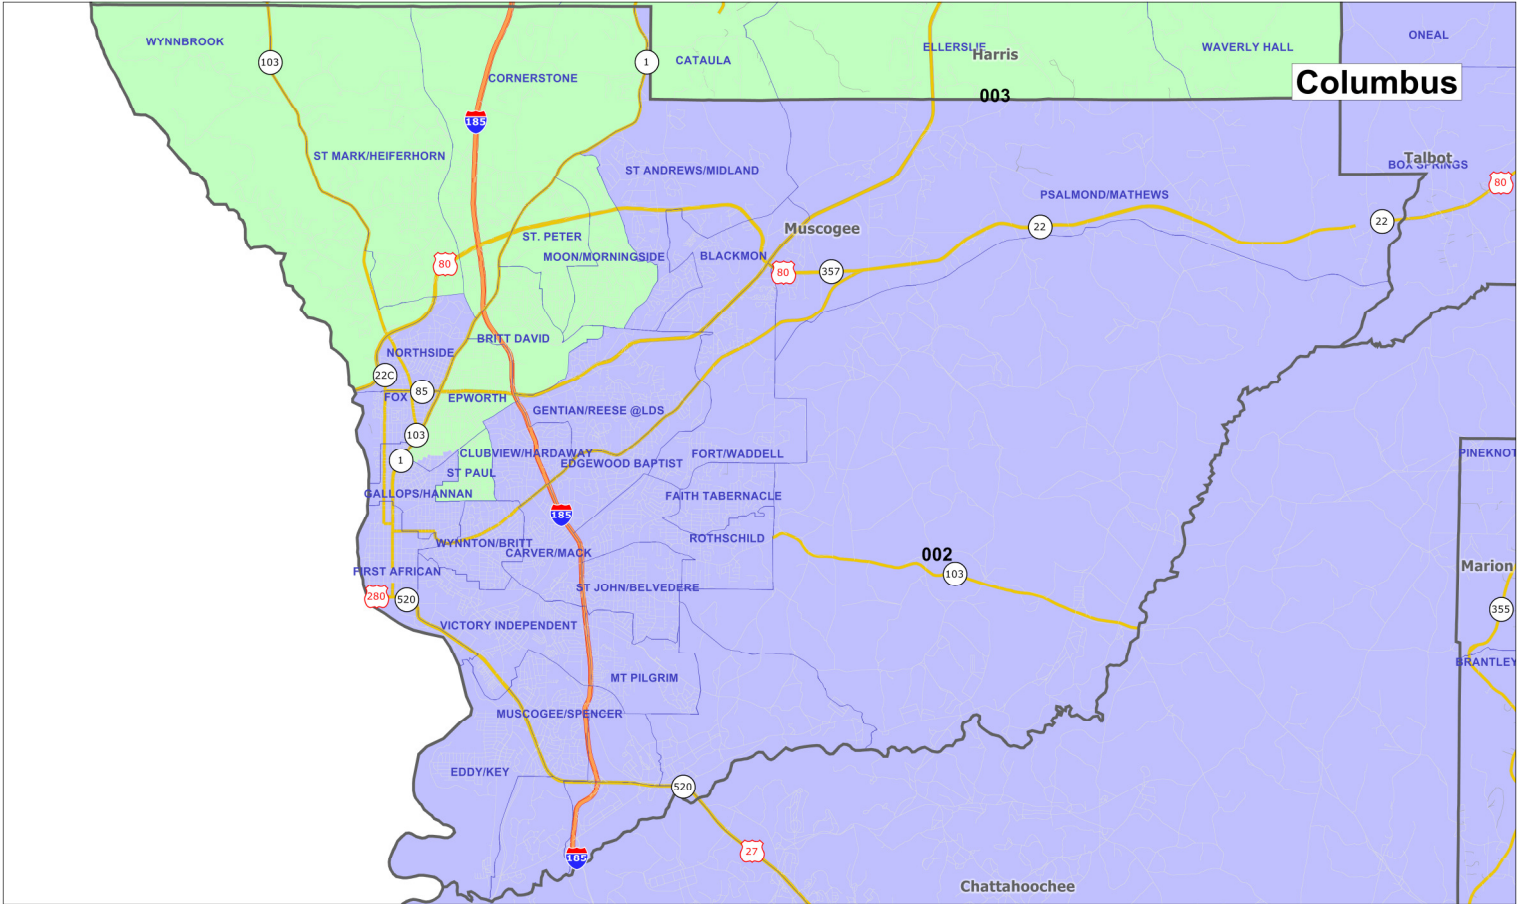 ONEAL
WYNNBROOK
ELLERSLIE
WAVERLY HALL
Harris
103
1
CATAULA
CORNERSTONE
Columbus
003
185
ST MARK/HEIFERHORN
Talbot
BOX SPRINGS
ST ANDREWS/MIDLAND
80
PSALMOND/MATHEWS
22
22
Muscogee
ST. PETER
MOON/MORNINGSIDE
BLACKMON
80
80
357
BRITT DAVID
NORTHSIDE
22C
85
FOX
EPWORTH
GENTIAN/REESE @LDS
103
1
CLUBVIEW/HARDAWAY
FORT/WADDELL
PINEKNOT
EDGEWOOD BAPTIST
ST PAUL
GALLOPS/HANNAN
FAITH TABERNACLE
185
ROTHSCHILD
WYNNTON/BRITT
CARVER/MACK
002
FIRST AFRICAN
Marion
103
ST JOHN/BELVEDERE
280
520
355
VICTORY INDEPENDENT
BRANTLEY
MT PILGRIM
MUSCOGEE/SPENCER
EDDY/KEY
520
27
Chattahoochee